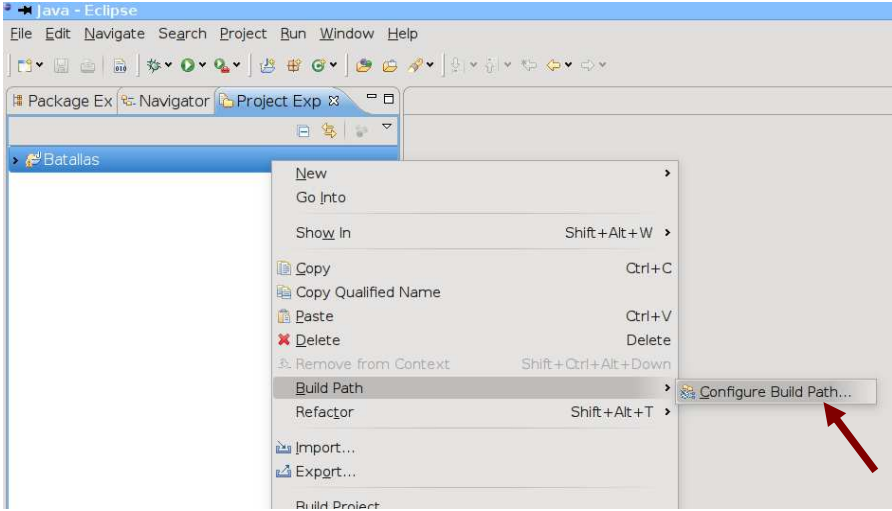 Java - Eclipse
File Edit Navigate Search Project Run Window Help
Package Ex Navigator Project Exp
Batallas
New
Go Into
Show In Shift+Alt+W
Copy Ctrl+C
Copy Qualified Name
Paste Ctrl+V
Delete Delete
Remove from Context Shift+Ctrl+Alt+Down
Build Path
Configure Build Path...
Refactor Shift+Alt+T
Import...
Export...
Build Project